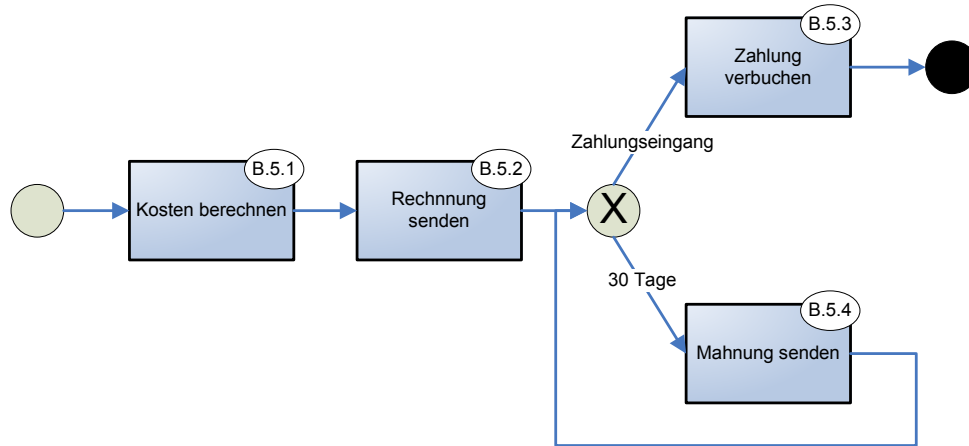 B.5.3
Zahlung
verbuchen
Zahlungseingang
B.5.1
Kosten berechnen
B.5.2
Rechnnung
senden
X
30 Tage
B.5.4
Mahnung senden